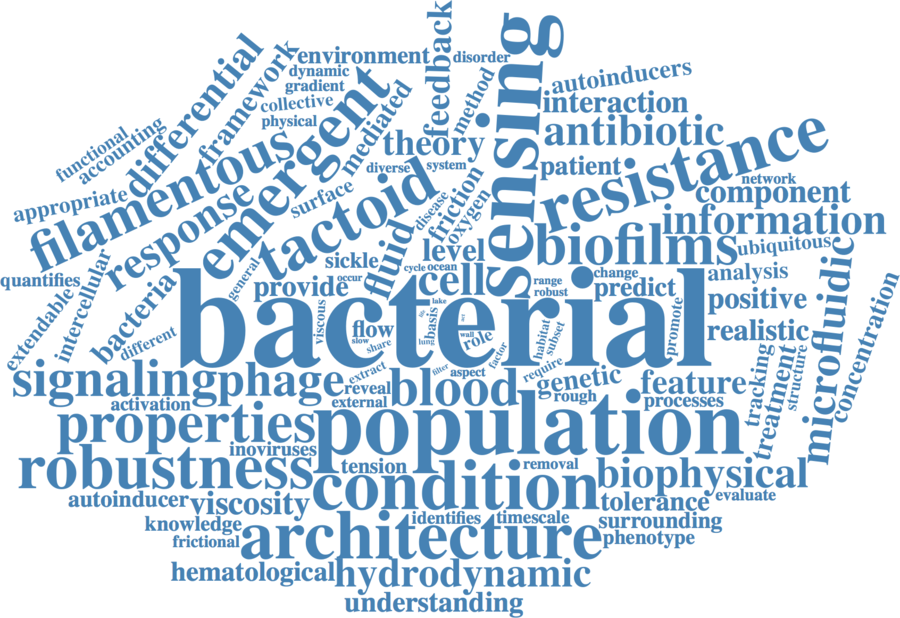 feedback
sensing
environment
disorder
dynamic
gradient
collective
physical
framework
differential
functional
accounting
appropriate
filamentous
emergent
mediated
method
theory
diverse
system
autoinducers
interaction
antibiotic
patient
resistance
network
component
information
biofilms
ubiquitous
response
surface
tactoid
disease
friction
oxygen
fluid
level
sickle
quantifies
extendable
intercellular
bacteria
general
provide
occur
cycle
ocean
cell
range
robust
change
predict
analysis
positive
realistic
microfluidic
concentration
different
bacterial
viscous
flow
slow
share
lung
basis
lake
wall
role
factor
habitat
subset
promote
signaling
phage
extract
reveal
external
filter
aspect
blood
require
genetic
rough
feature
processes
tracking
treatment
structure
activation
properties
inoviruses
population
robustness
tension
condition
removal
biophysical
autoinducer
viscosity
tolerance
evaluate
knowledge
frictional
architecture
identifies
timescale
surrounding
phenotype
hematological
hydrodynamic
understanding